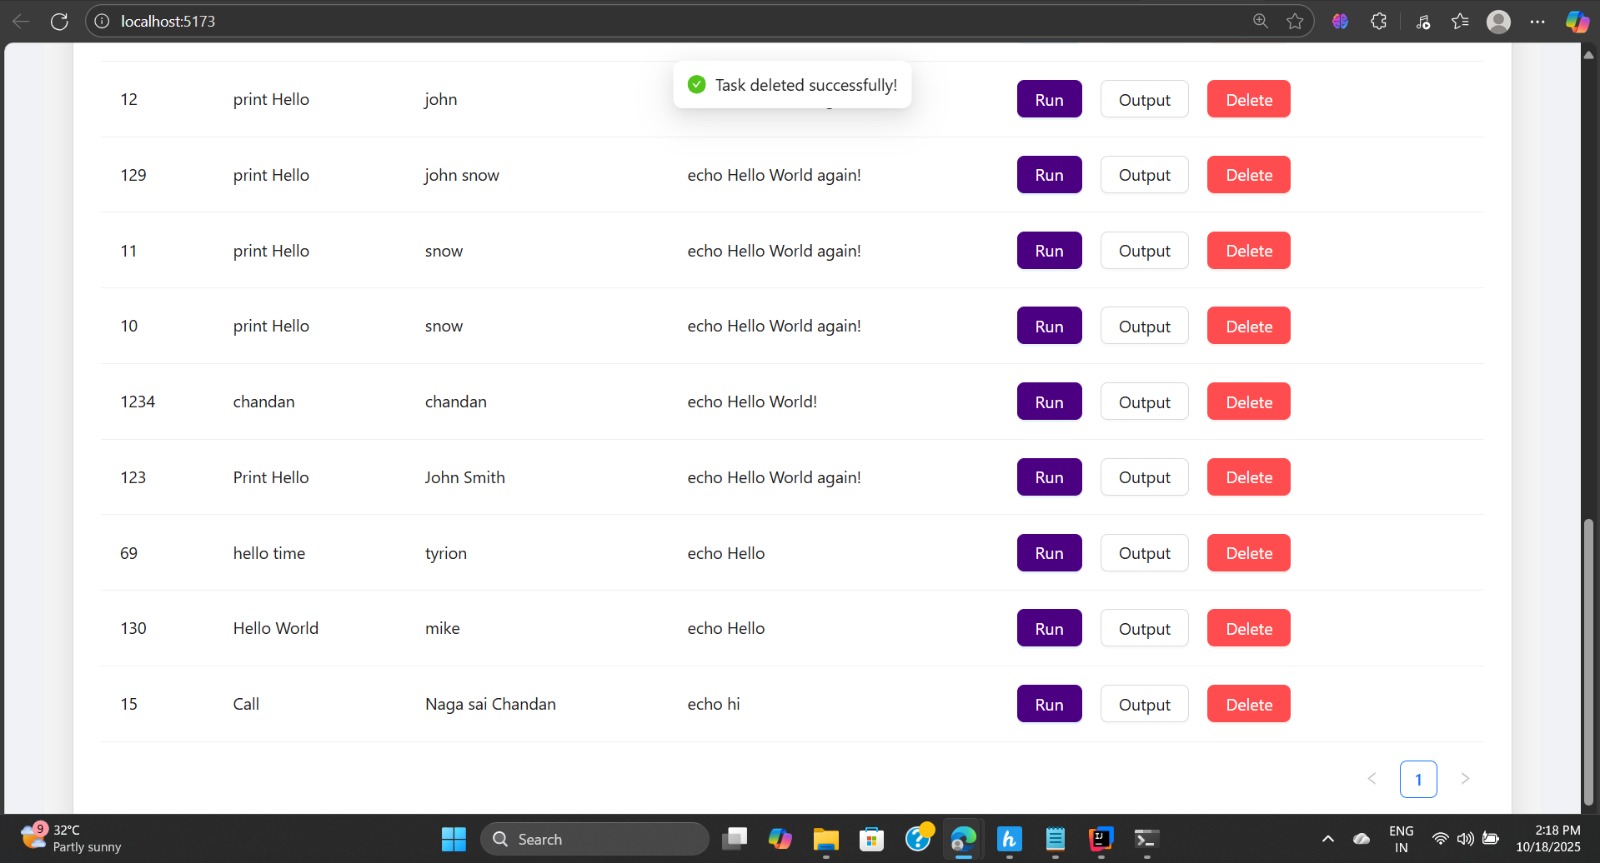 localhost:5173
Task deleted successfully!
12 print Hello john Run Output Delete
129 print Hello john snow echo Hello World again! Run Output Delete
11 print Hello snow echo Hello World again! Run Output Delete
10 print Hello snow echo Hello World again! Run Output Delete
1234 chandan chandan echo Hello World! Run Output Delete
123 Print Hello John Smith echo Hello World again! Run Output Delete
69 hello time tyrion echo Hello Run Output Delete
130 Hello World mike echo Hello Run Output Delete
15 Call Naga sai Chandan echo hi Run Output Delete
< 1 >
9 32°C
Partly sunny
Search
ENG
IN
2:18 PM
10/18/2025